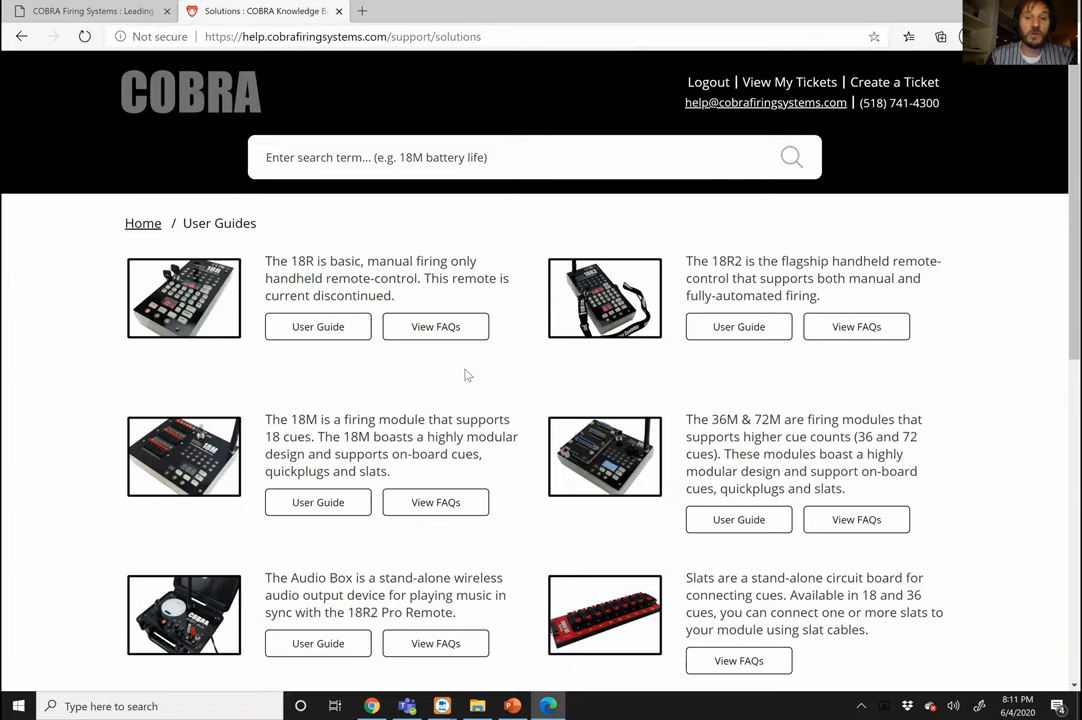 COBRA Firing Systems : Leading
Solutions : COBRA Knowledge B
Not secure
https://help.cobrafiringsystems.com/support/solutions
COBRA
Logout | View My Tickets | Create a Ticket
help@cobrafiringsystems.com | (518) 741-4300
Enter search term... (e.g. 18M battery life)
Home / User Guides
18R
The 18R is basic, manual firing only
handheld remote-control. This remote is
current discontinued.
User Guide
View FAQs
18R2
The 18R2 is the flagship handheld remote-
control that supports both manual and
fully-automated firing.
User Guide
View FAQs
18M
The 18M is a firing module that supports
18 cues. The 18M boasts a highly modular
design and supports on-board cues,
quickplugs and slats.
User Guide
View FAQs
The 36M & 72M are firing modules that
supports higher cue counts (36 and 72
cues). These modules boast a highly
modular design and support on-board
cues, quickplugs and slats.
User Guide
View FAQs
COBRA
The Audio Box is a stand-alone wireless
audio output device for playing music in
sync with the 18R2 Pro Remote.
User Guide
View FAQs
Slats are a stand-alone circuit board for
connecting cues. Available in 18 and 36
cues, you can connect one or more slats to
your module using slat cables.
View FAQs
Type here to search
8:11 PM
6/4/2020
4